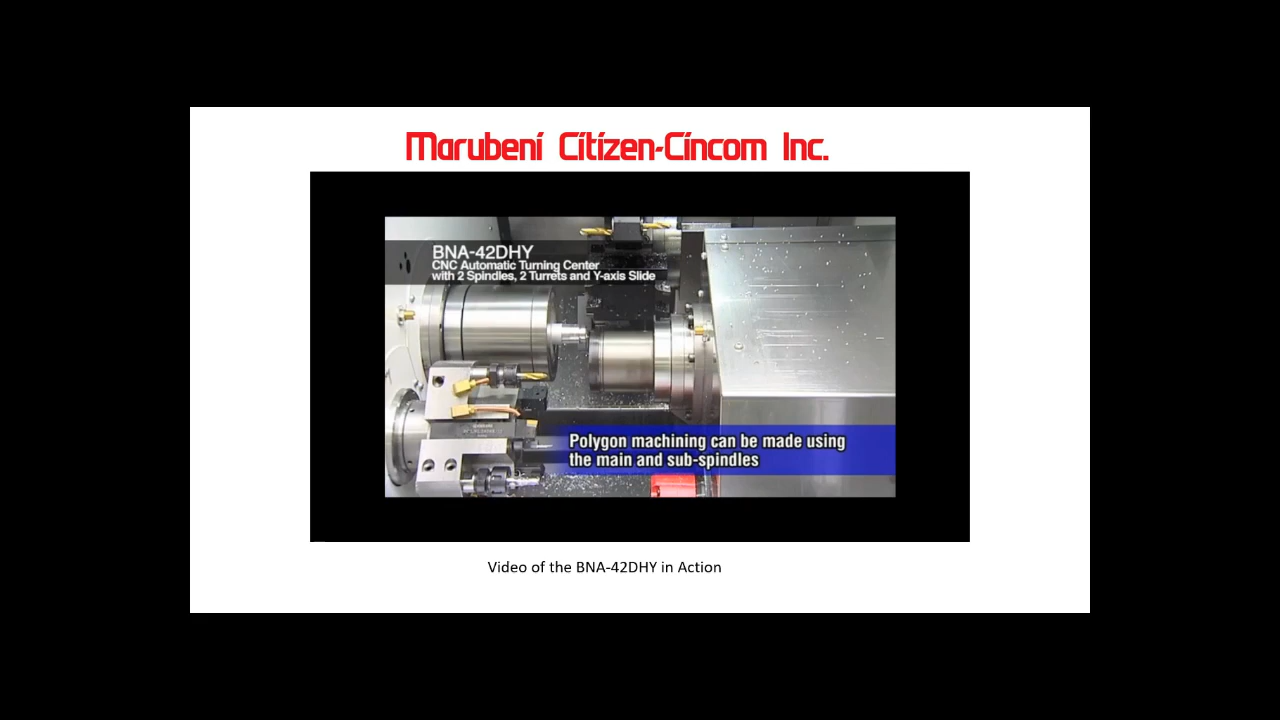 Marubeni Citizen-Cincom Inc.
BNA-42DHY
CNC Automatic Turning Center
with 2 Spindles, 2 Turrets and Y-axis Slide
Polygon machining can be made using
the main and sub-spindles
Video of the BNA-42DHY in Action